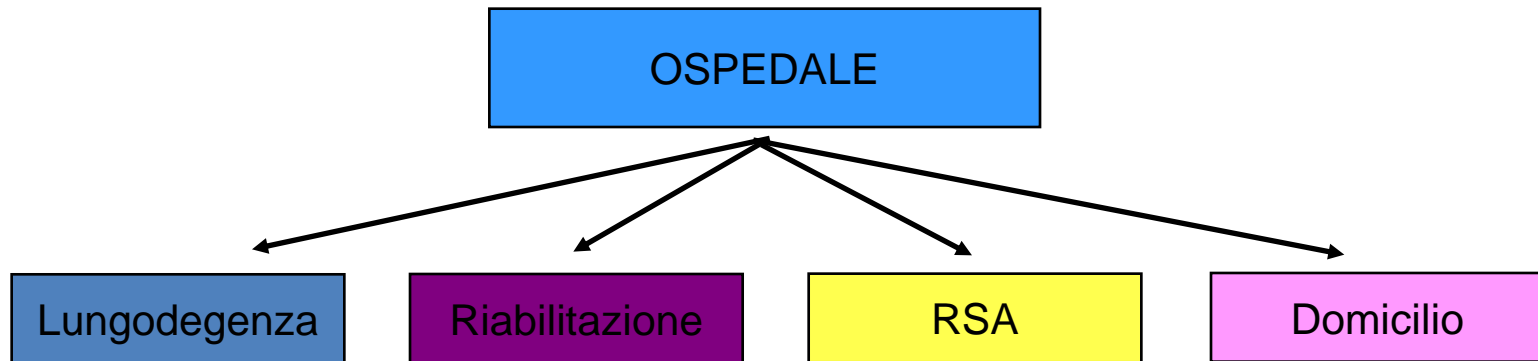 OSPEDALE
Lungodegenza
Riabilitazione
RSA
Domicilio